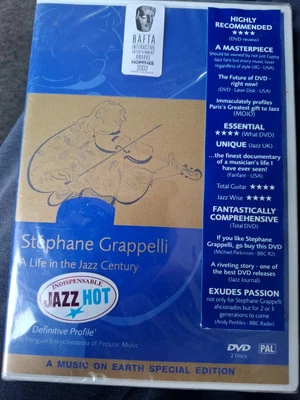 BAFTA
INTERACTIVE
ENTERTAINMENT
AWARDS
NOMINEE
2002
HIGHLY
RECOMMENDED
★★★★
(DVD review)
A MASTERPIECE
Should be owned by not just Gypsy
Jazz fans but every music lover
regardless of style (JIG - USA)
The Future of DVD -
right now!
(DVD - Laser Disk - USA)
Immaculately profiles
Paris's Greatest gift to Jazz
(MOJO)
ESSENTIAL
★★★★ (What DVD)
UNIQUE (Jazz UK)
...the finest documentary
of a musician's life I
have ever seen!
(Fanfare - USA)
Total Guitar ★★★★
Jazz Wise ★★★★
FANTASTICALLY
COMPREHENSIVE
(Total DVD)
If you like Stephane
Grappelli, go buy this DVD
(Michael Parkinson - BBC R2)
A riveting story - one of
the best DVD releases
(Jazz Journal)
EXUDES PASSION
not only for Stephane Grappelli
aficionados but for 2 or 3
generations to come
(Andy Peebles - BBC Radio)
Stephane Grappelli
A Life in the Jazz Century
INDISPENSABLE
JAZZ HOT
Definitive Profile'
Penguin Encyclopaedia of Popular Music
DVD
2 Discs
PAL
A MUSIC ON EARTH SPECIAL EDITION